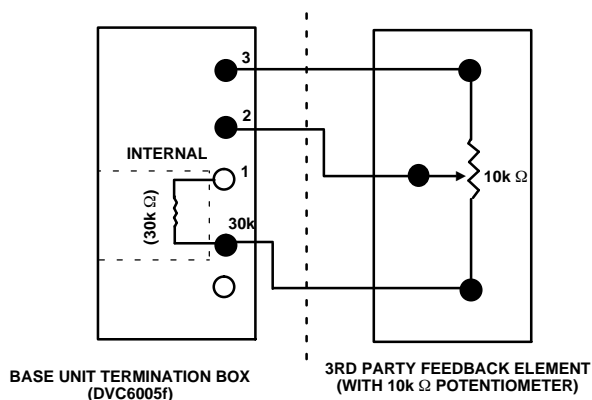 3
2
INTERNAL
1
(30k Ω)
30k
10k Ω
BASE UNIT TERMINATION BOX
(DVC6005f)
3RD PARTY FEEDBACK ELEMENT
(WITH 10k Ω POTENTIOMETER)